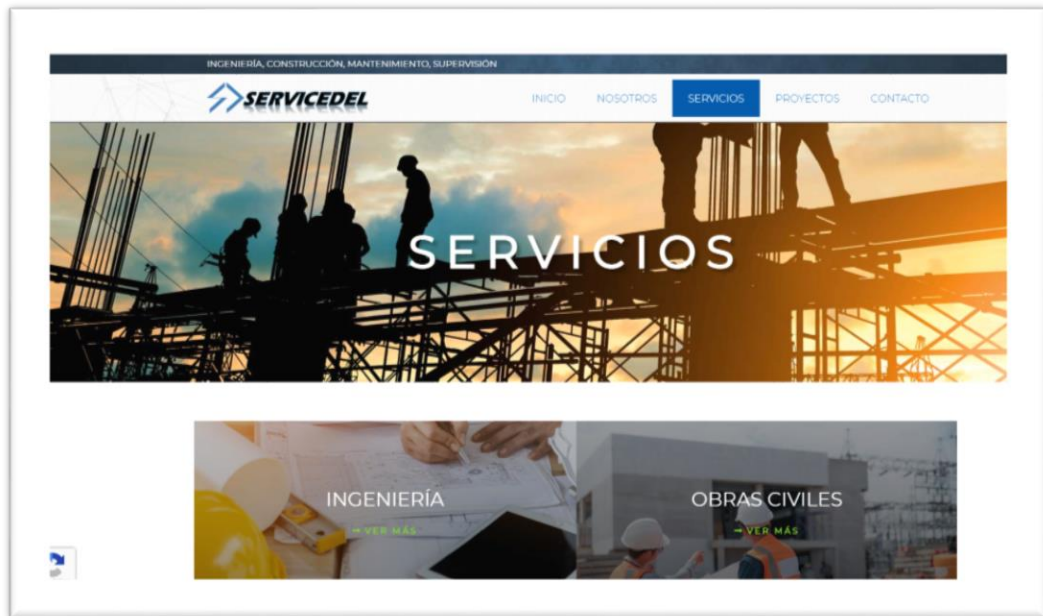 INGENIERÍA, CONSTRUCCIÓN, MANTENIMIENTO, SUPERVISIÓN
SERVICEDEL
INICIO NOSOTROS SERVICIOS PROYECTOS CONTACTO
SERVICIOS
INGENIERÍA OBRAS CIVILES
→ VER MÁS → VER MÁS